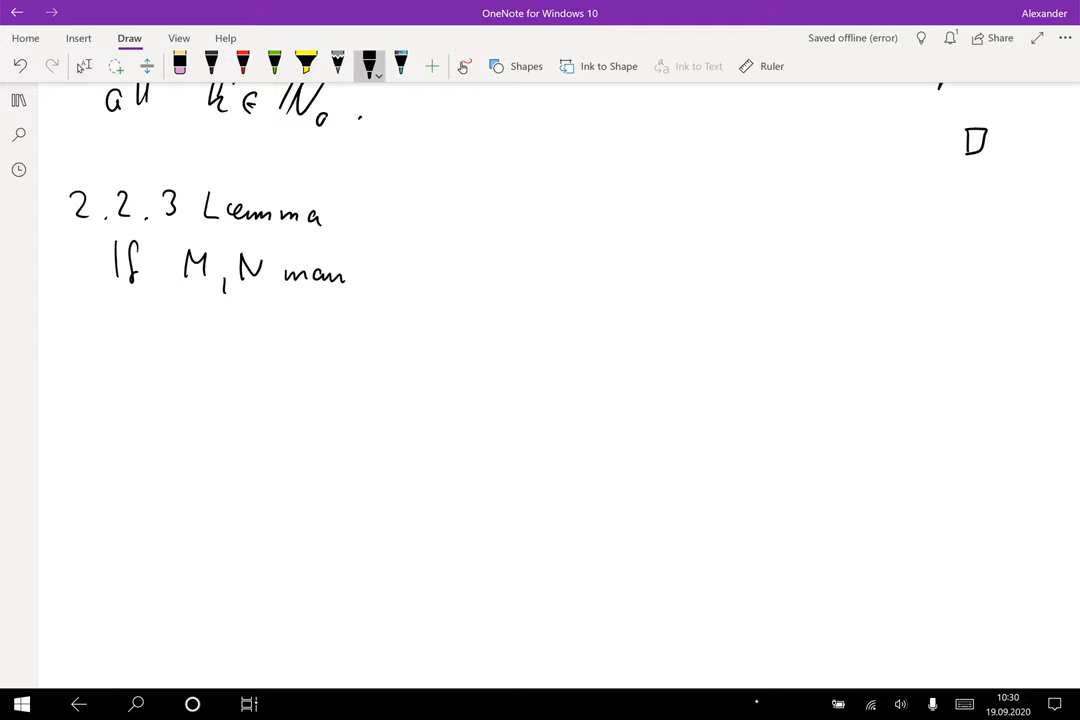 OneNote for Windows 10
Alexander
Home Insert Draw View Help
Saved offline (error) Share
Shapes Ink to Shape Ink to Text Ruler
all k ∈ ℕ₀ .
□
2.2.3 Lemma
If M, N man
10:30
19.09.2020